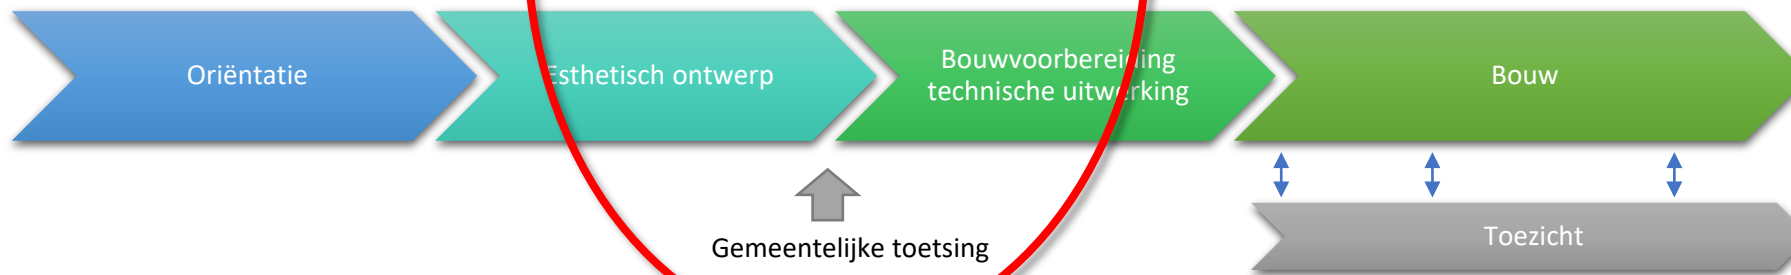 Oriëntatie
Esthetisch ontwerp
Bouwvoorbereiding
technische uitwerking
Bouw
Gemeentelijke toetsing
Toezicht